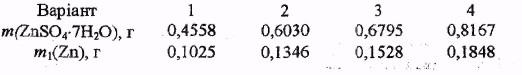 Варіант 1 2 3 4
m(ZnSO₄·7H₂O), г 0,4558 0,6030 0,6795 0,8167
m₁(Zn), г 0,1025 0,1346 0,1528 0,1848